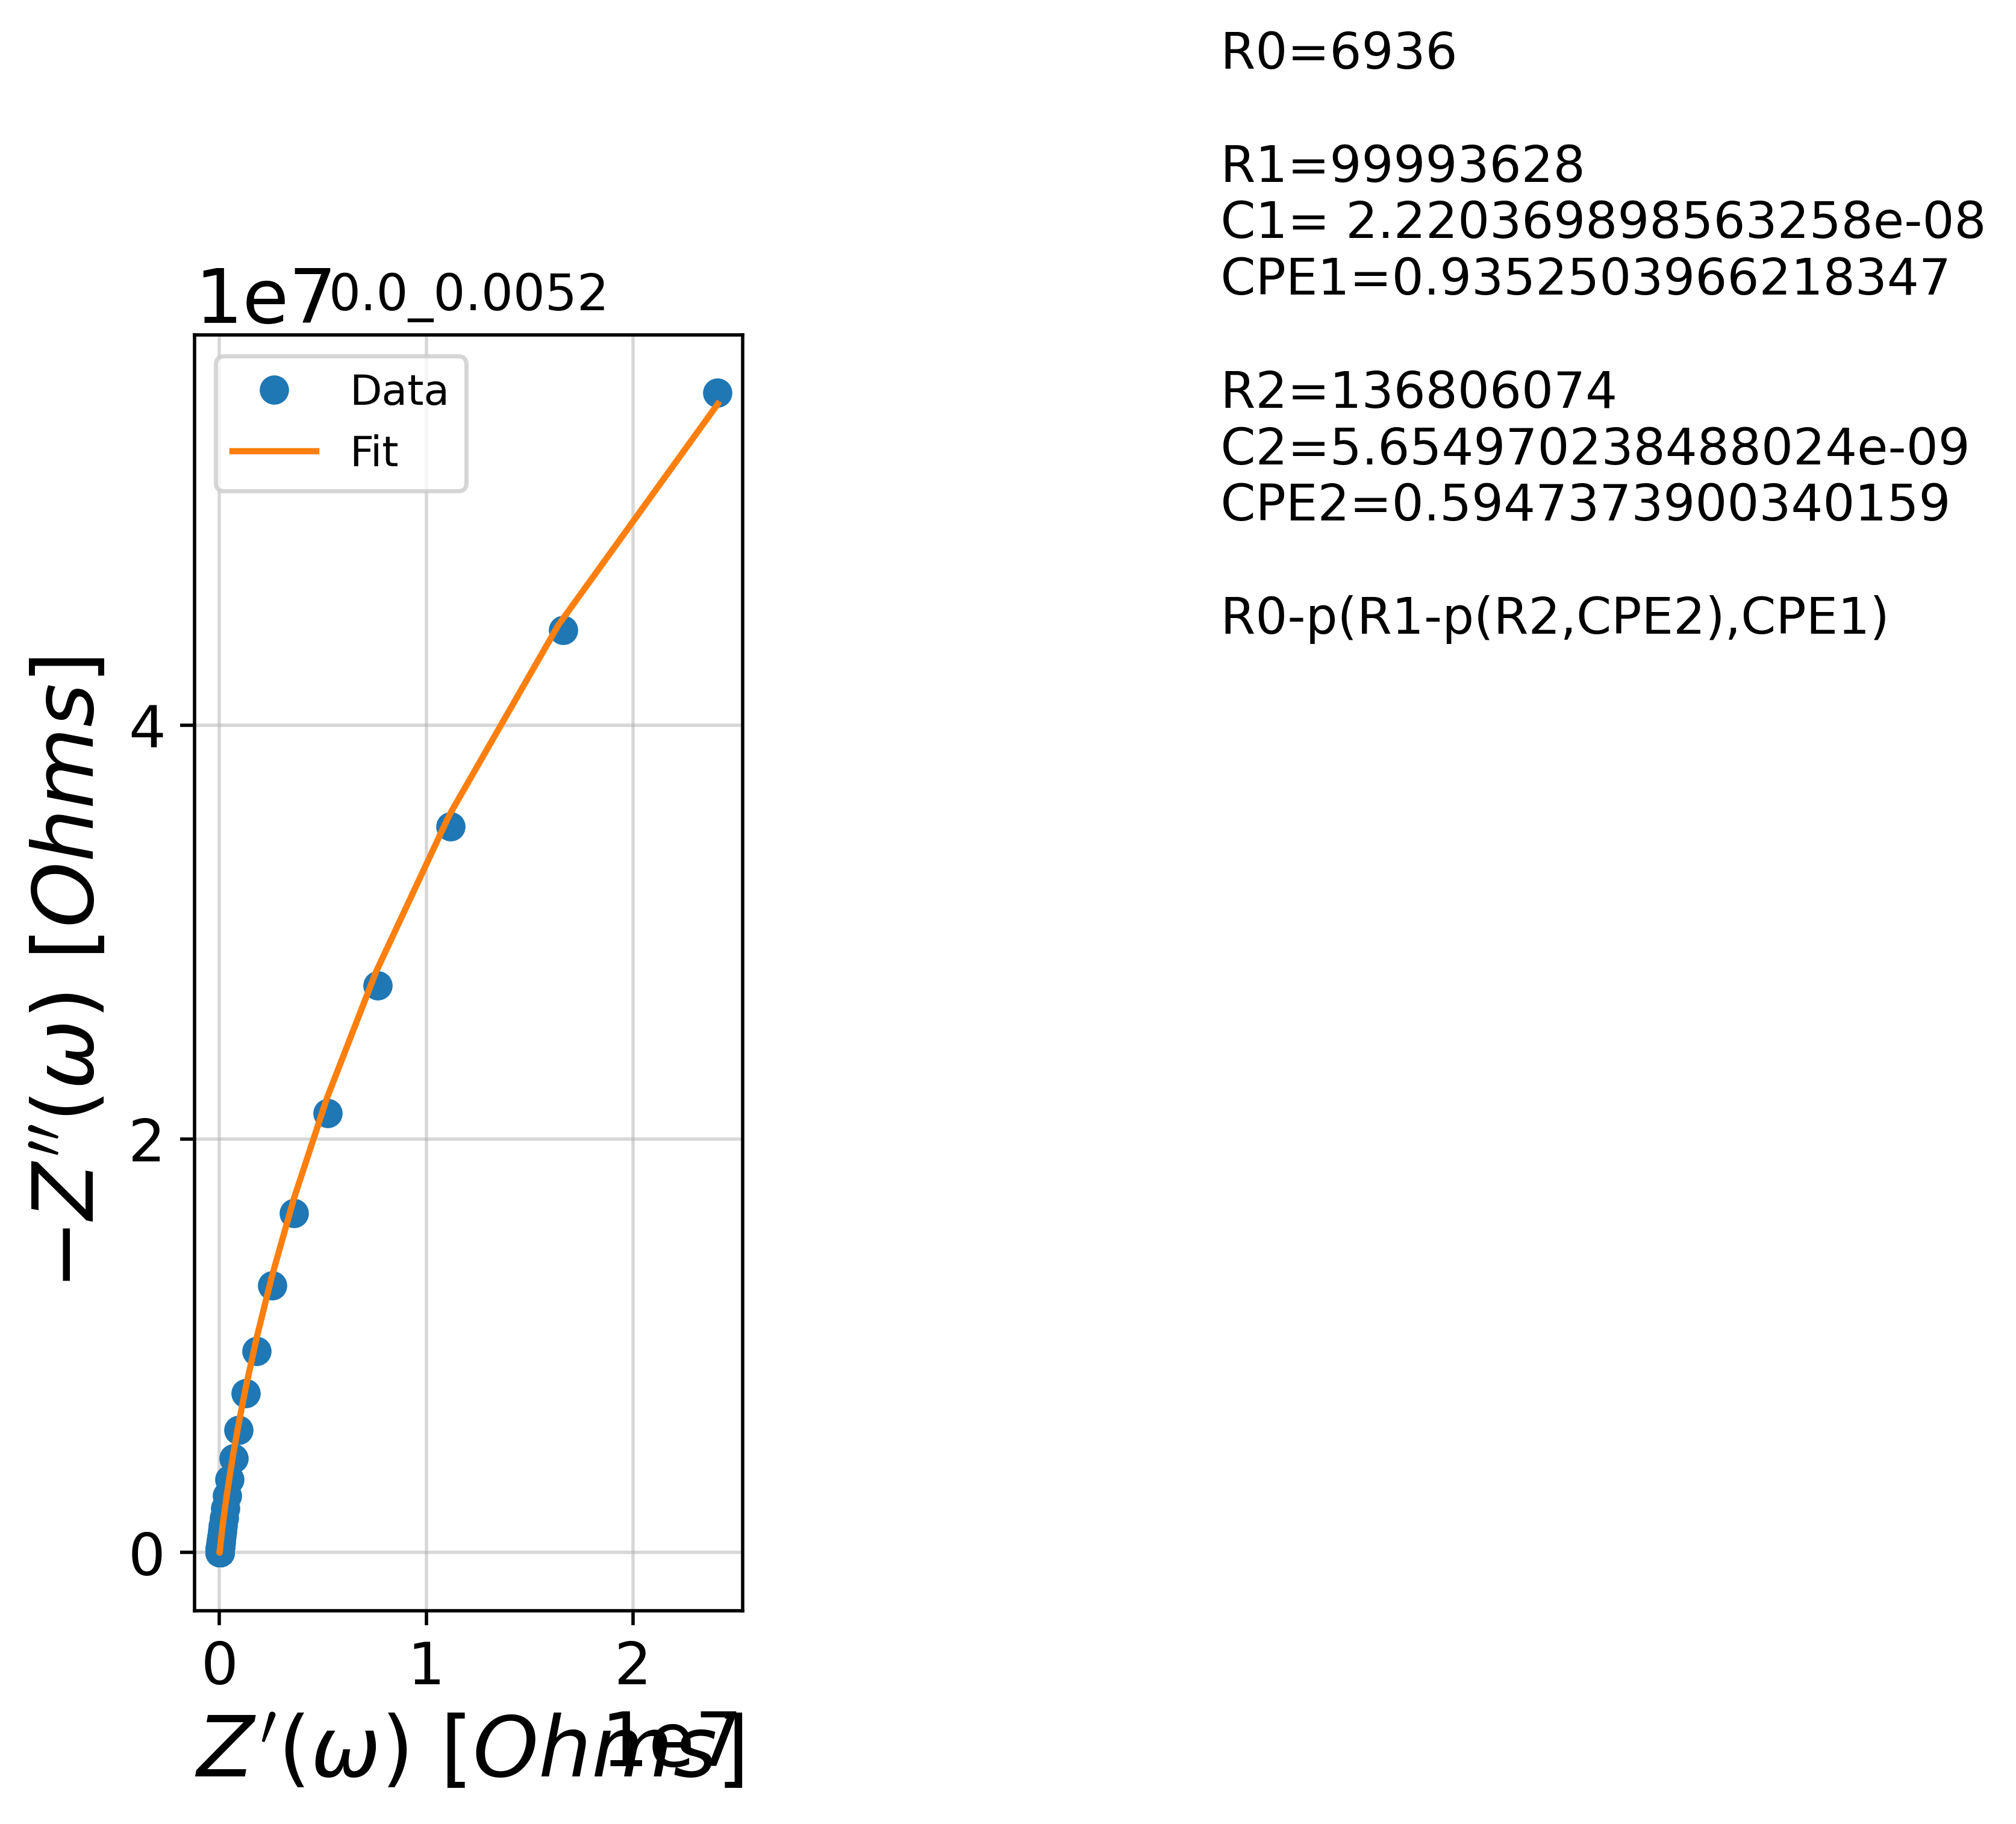 R0=6936
R1=99993628
C1= 2.220369898563258e-08
CPE1=0.9352503966218347
R2=136806074
C2=5.654970238488024e-09
CPE2=0.5947373900340159
R0-p(R1-p(R2,CPE2),CPE1)
1e7
0.0_0.0052
Data
Fit
4
2
0
−Z′′(ω) [Ohms]
0 1 2
Z′(ω) [Ohms]
1e7